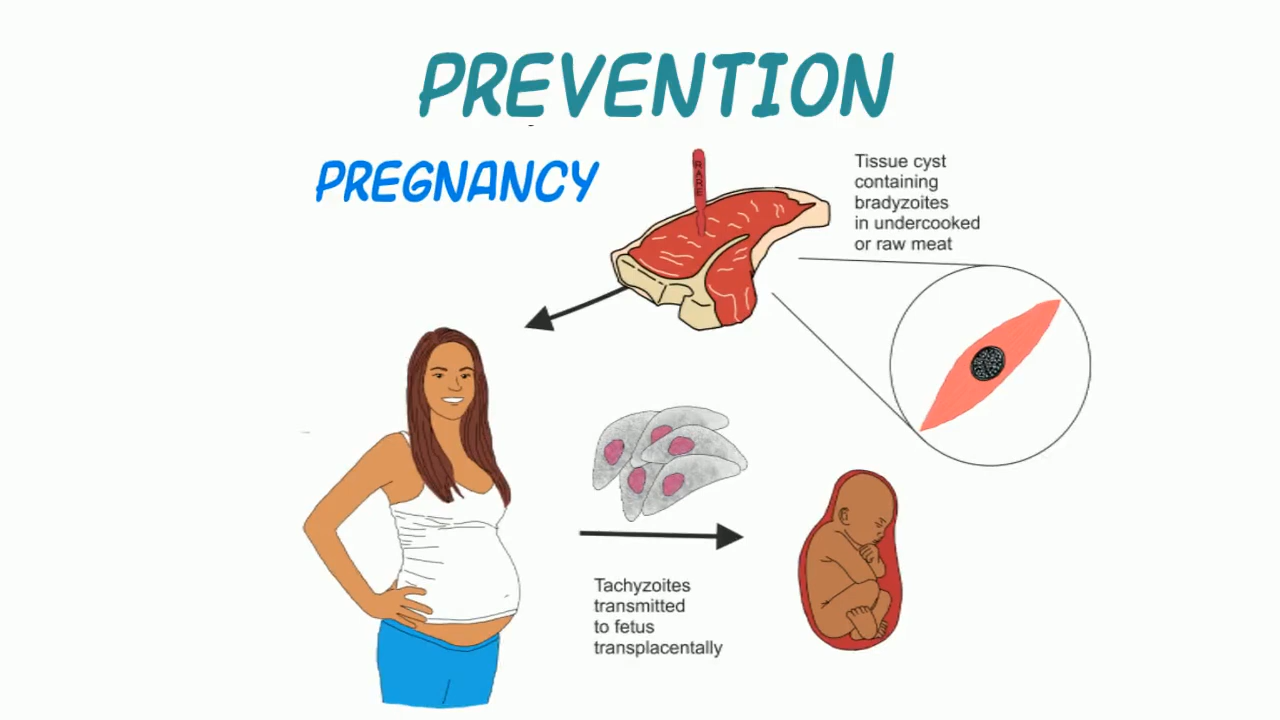 PREVENTION
PREGNANCY
RARE
Tissue cyst
containing
bradyzoites
in undercooked
or raw meat
Tachyzoites
transmitted
to fetus
transplacentally